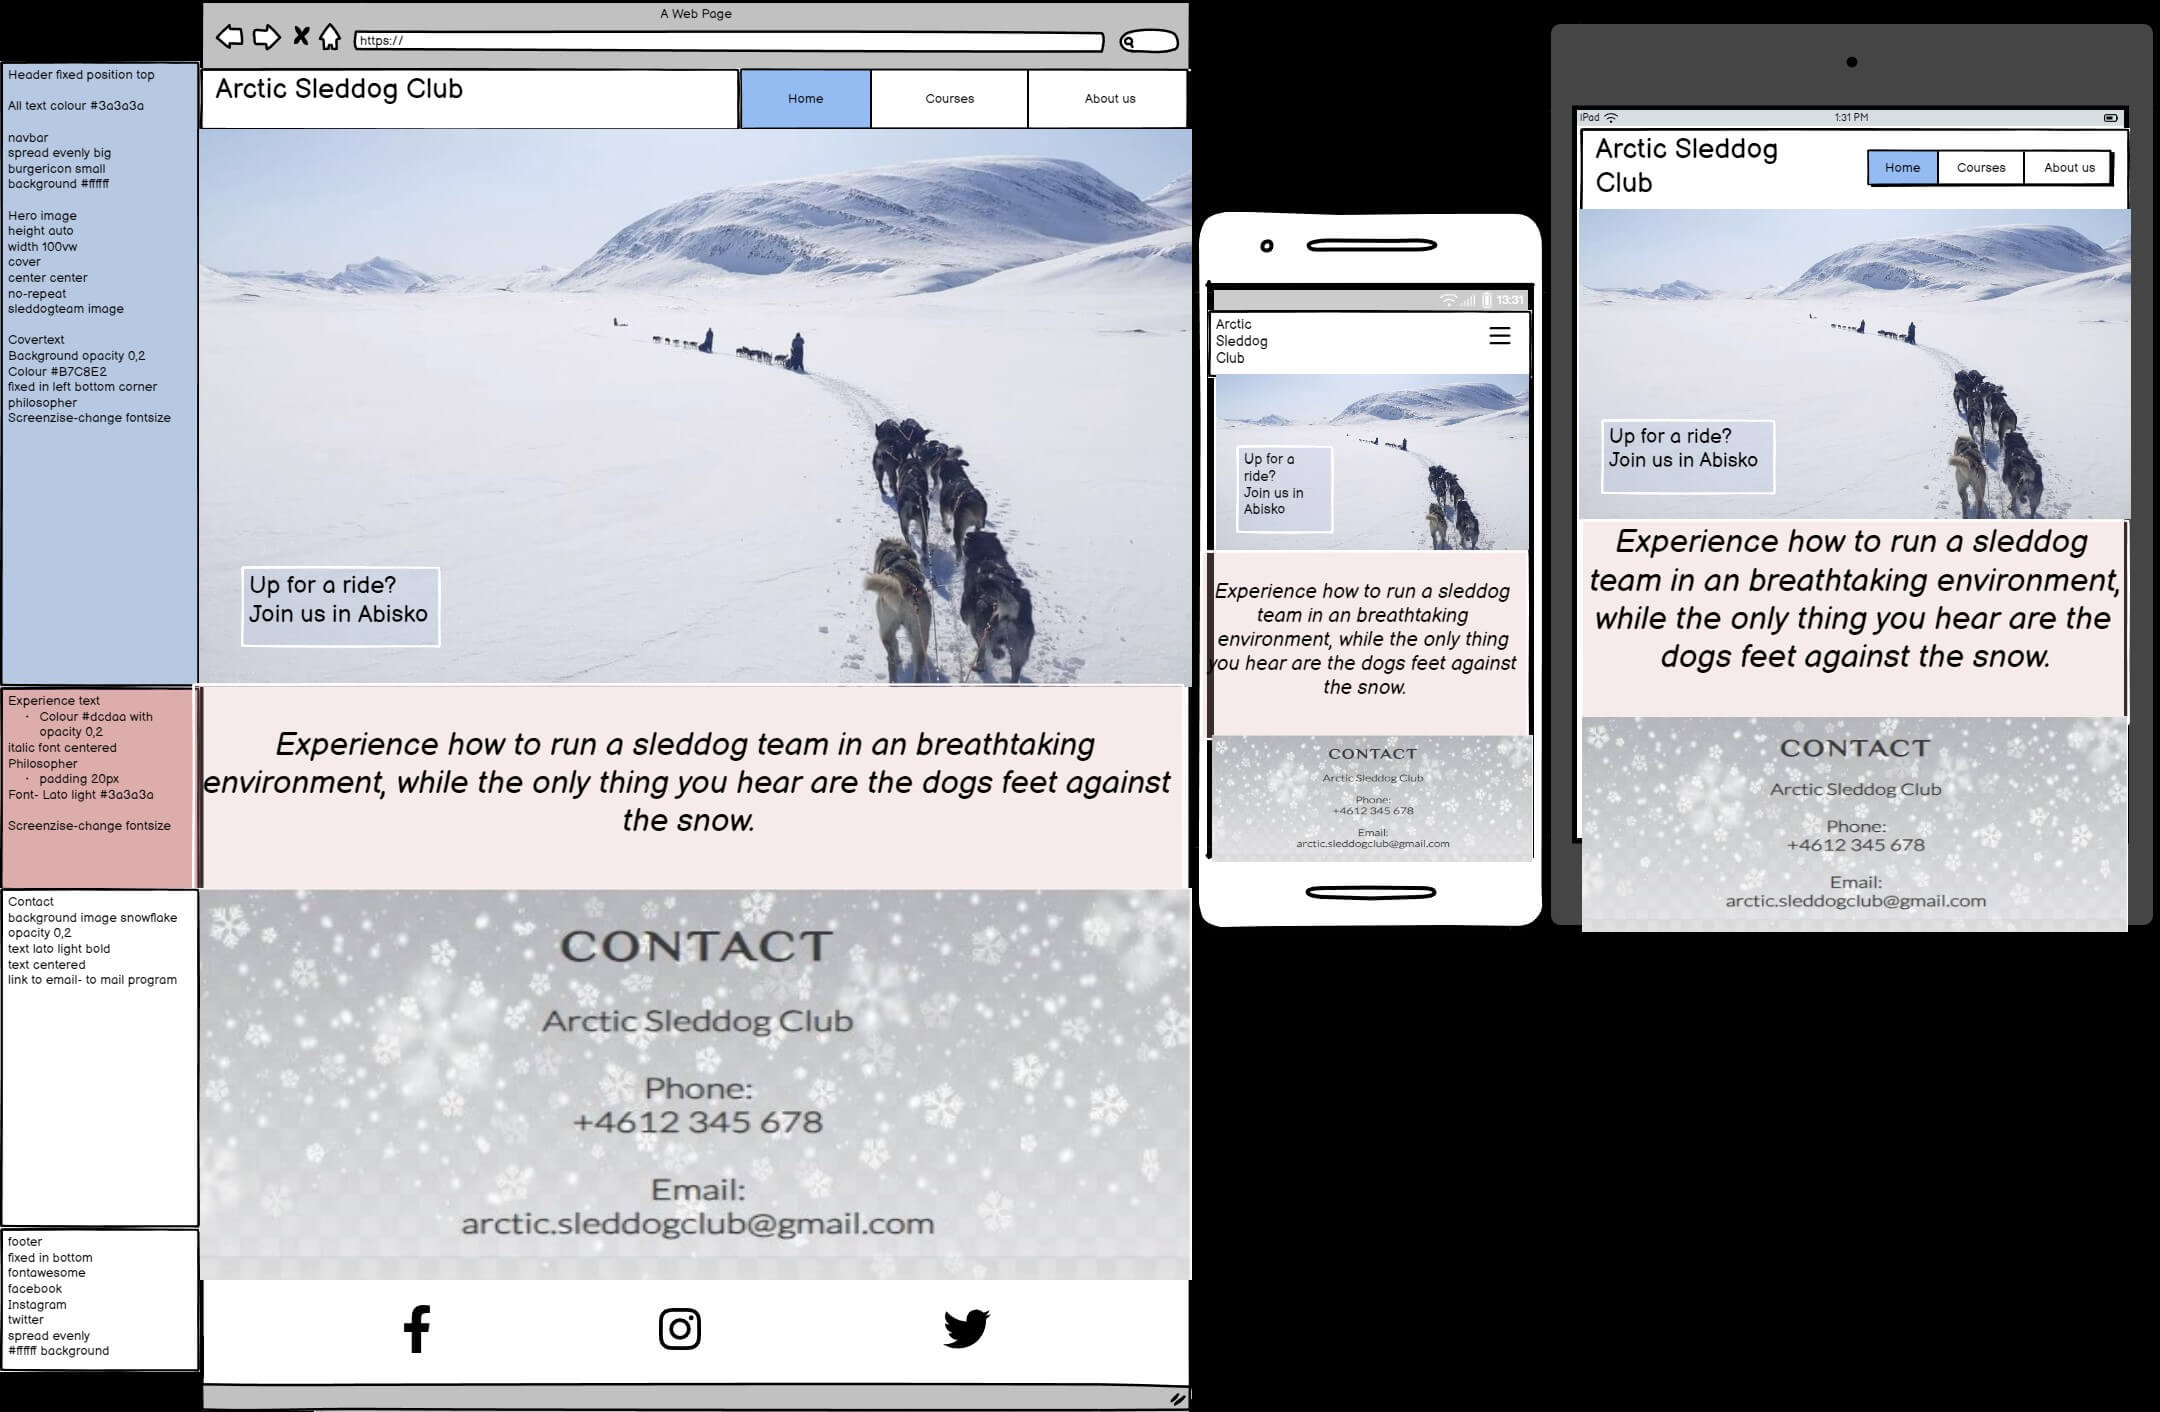 A Web Page
https://
Header fixed position top
All text colour #3a3a3a
navbar
spread evenly big
burgericon small
background #ffffff
Hero image
height auto
width 100vw
cover
center center
no-repeat
sleddogteam image
Covertext
Background opacity 0,2
Colour #B7C8E2
fixed in left bottom corner
philosopher
Screenzise-change fontsize
Experience text
· Colour #dcdaa with
opacity 0,2
italic font centered
Philosopher
· padding 20px
Font- Lato light #3a3a3a
Screenzise-change fontsize
Contact
background image snowflake
opacity 0,2
text lato light bold
text centered
link to email- to mail program
footer
fixed in bottom
fontawesome
facebook
Instagram
twitter
spread evenly
#ffffff background
Arctic Sleddog Club
Home
Courses
About us
Up for a ride?
Join us in Abisko
Experience how to run a sleddog team in an breathtaking
environment, while the only thing you hear are the dogs feet against
the snow.
CONTACT
Arctic Sleddog Club
Phone:
+4612 345 678
Email:
arctic.sleddogclub@gmail.com
13:31
Arctic
Sleddog
Club
Up for a
ride?
Join us in
Abisko
Experience how to run a sleddog
team in an breathtaking
environment, while the only thing
you hear are the dogs feet against
the snow.
CONTACT
Arctic Sleddog Club
Phone:
+4612 345 678
Email:
arctic.sleddogclub@gmail.com
iPad
1:31 PM
Arctic Sleddog
Club
Home
Courses
About us
Up for a ride?
Join us in Abisko
Experience how to run a sleddog
team in an breathtaking environment,
while the only thing you hear are the
dogs feet against the snow.
CONTACT
Arctic Sleddog Club
Phone:
+4612 345 678
Email:
arctic.sleddogclub@gmail.com